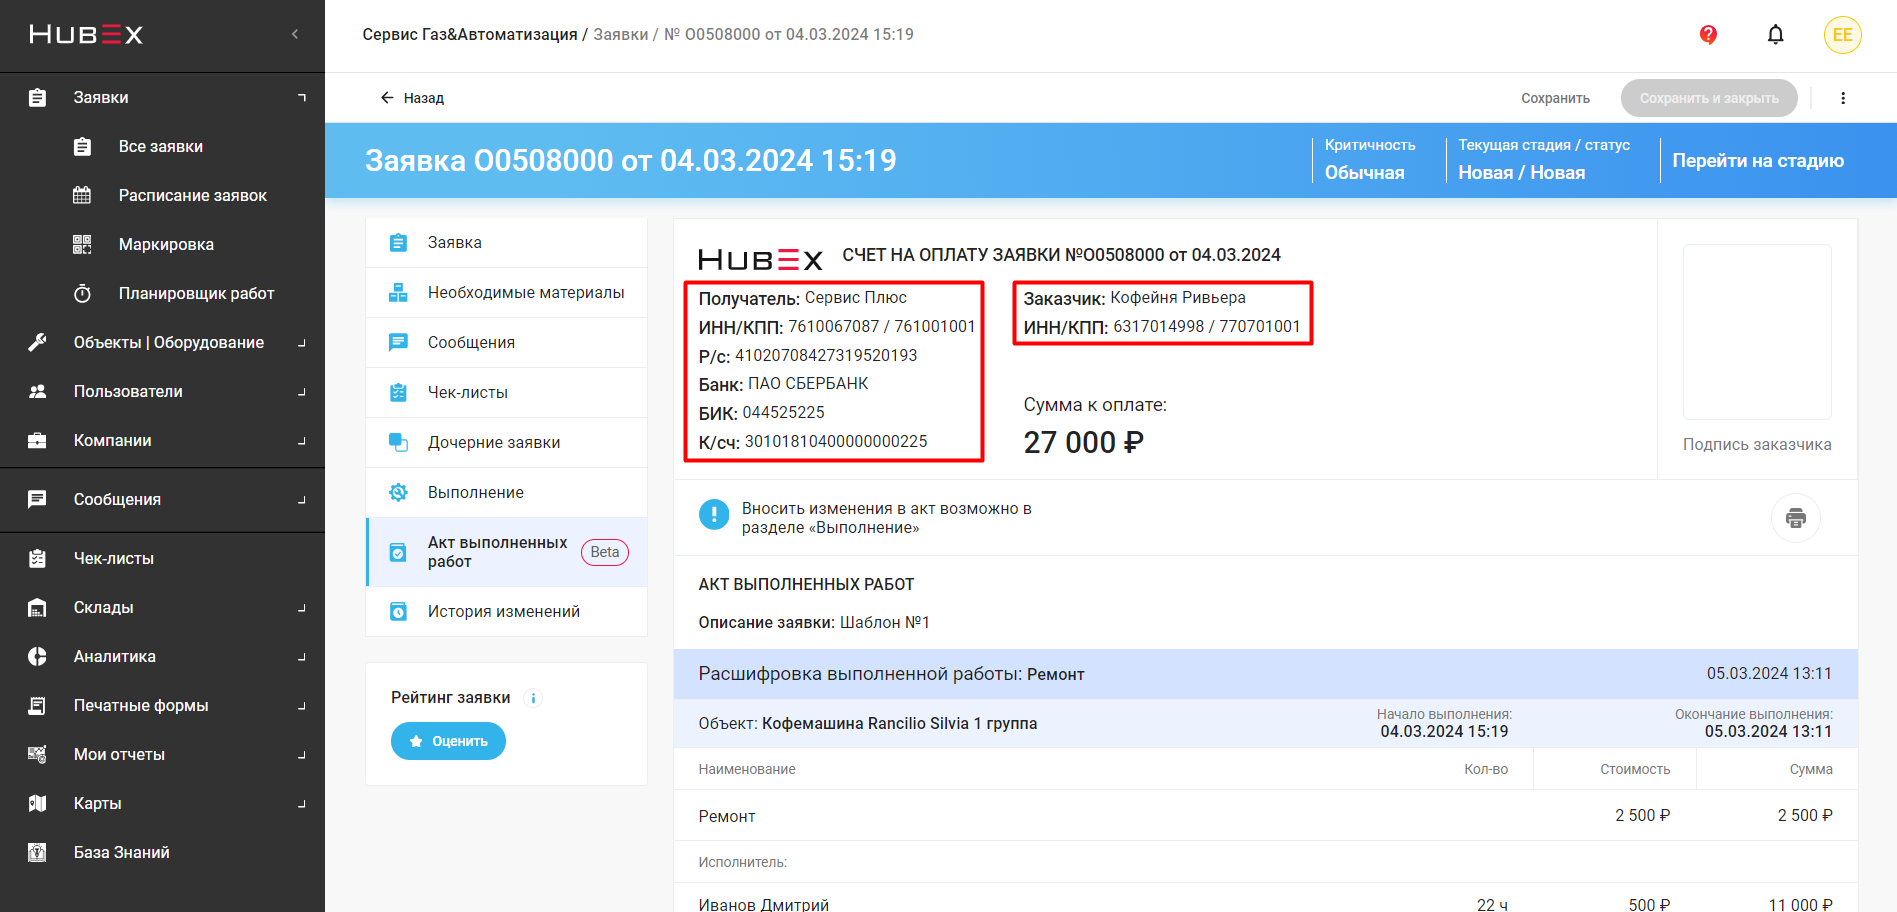 HUBEX
Сервис Газ&Автоматизация / Заявки / № О0508000 от 04.03.2024 15:19
?
EE
Заявки
Все заявки
Расписание заявок
Маркировка
Планировщик работ
Объекты | Оборудование
Пользователи
Компании
Сообщения
Чек-листы
Склады
Аналитика
Печатные формы
Мои отчеты
Карты
База Знаний
Назад
Сохранить
Сохранить и закрыть
Заявка О0508000 от 04.03.2024 15:19
Критичность
Обычная
Текущая стадия / статус
Новая / Новая
Перейти на стадию
Заявка
Необходимые материалы
Сообщения
Чек-листы
Дочерние заявки
Выполнение
Акт выполненных
работ
Beta
История изменений
Рейтинг заявки
i
Оценить
HUBEX
СЧЕТ НА ОПЛАТУ ЗАЯВКИ №О0508000 от 04.03.2024
Получатель: Сервис Плюс
ИНН/КПП: 7610067087 / 761001001
Р/с: 41020708427319520193
Банк: ПАО СБЕРБАНК
БИК: 044525225
К/сч: 30101810400000000225
Заказчик: Кофейня Ривьера
ИНН/КПП: 6317014998 / 770701001
Сумма к оплате:
27 000 ₽
Подпись заказчика
!
Вносить изменения в акт возможно в
разделе «Выполнение»
АКТ ВЫПОЛНЕННЫХ РАБОТ
Описание заявки: Шаблон №1
Расшифровка выполненной работы: Ремонт
05.03.2024 13:11
Объект: Кофемашина Rancilio Silvia 1 группа
Начало выполнения:
04.03.2024 15:19
Окончание выполнения:
05.03.2024 13:11
Наименование
Кол-во
Стоимость
Сумма
Ремонт
2 500 ₽
2 500 ₽
Исполнитель:
Иванов Дмитрий
22 ч
500 ₽
11 000 ₽